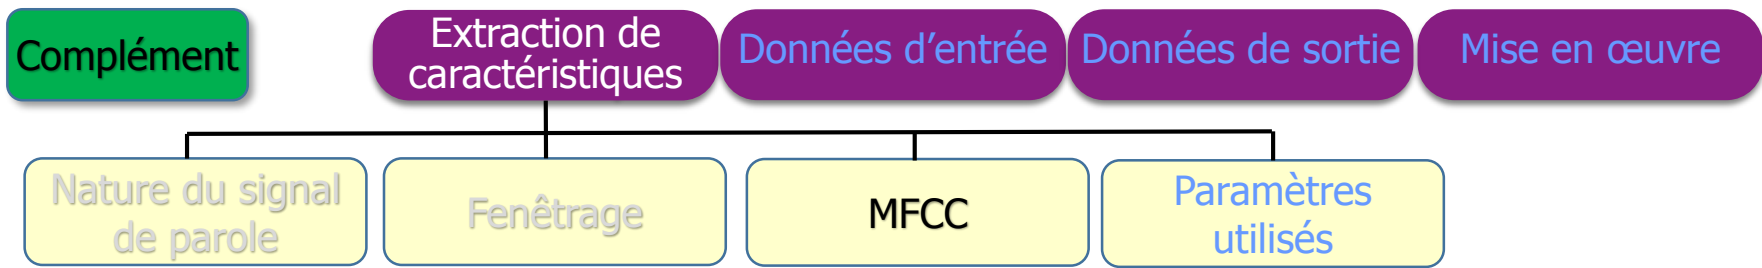 Complément
Extraction de
caractéristiques
Données d’entrée
Données de sortie
Mise en œuvre
Nature du signal
de parole
Fenêtrage
MFCC
Paramètres
utilisés